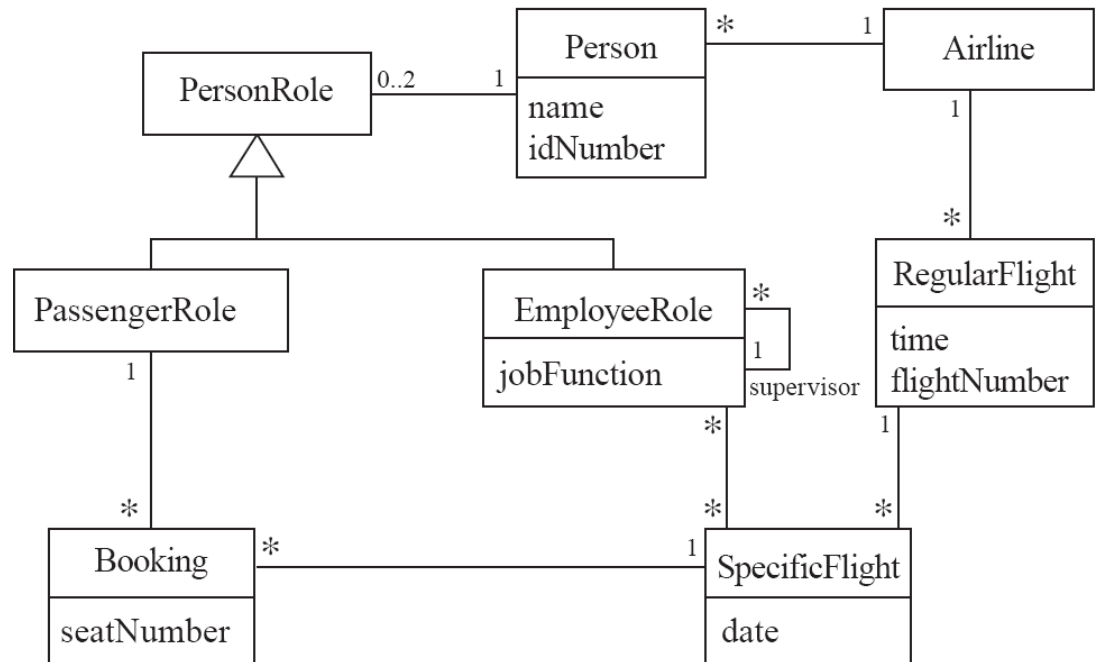 PersonRole
0..2
1
Person
name
idNumber
*
1
Airline
1
*
PassengerRole
1
*
EmployeeRole
jobFunction
*
1
supervisor
*
*
RegularFlight
time
flightNumber
1
*
Booking
seatNumber
*
1
SpecificFlight
date